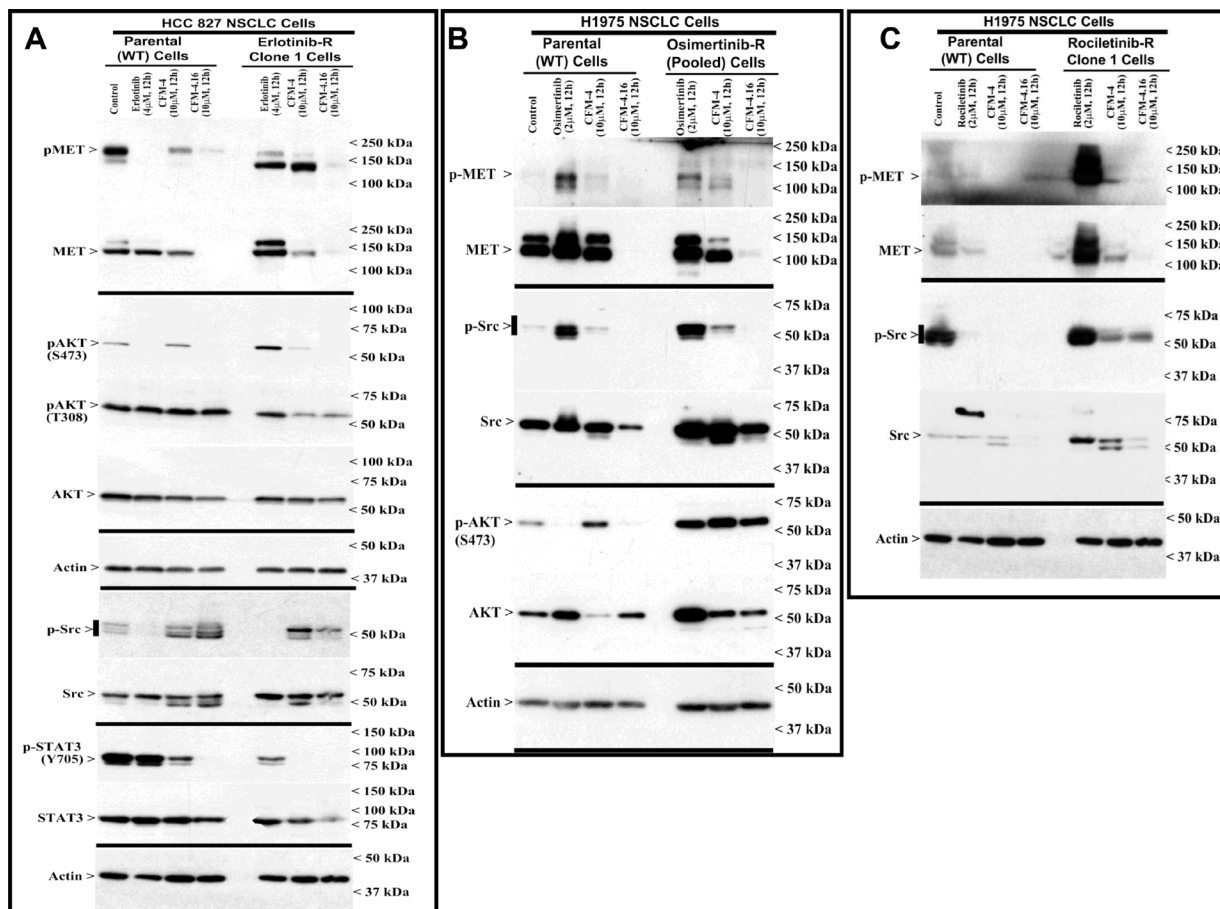 A
HCC 827 NSCLC Cells
Parental
(WT) Cells
Erlotinib-R
Clone 1 Cells
Control
Erlotinib
(4μM, 12h)
CFM-4
(10μM, 12h)
CFM-4.16
(10μM, 12h)
Erlotinib
(4μM, 12h)
CFM-4
(10μM, 12h)
CFM-4.16
(10μM, 12h)
pMET >
< 250 kDa
< 150 kDa
< 100 kDa
MET >
< 250 kDa
< 150 kDa
< 100 kDa
pAKT >
(S473)
< 100 kDa
< 75 kDa
< 50 kDa
pAKT >
(T308)
< 75 kDa
< 50 kDa
AKT >
< 100 kDa
< 75 kDa
< 50 kDa
Actin >
< 50 kDa
< 37 kDa
p-Src >
< 50 kDa
Src >
< 75 kDa
< 50 kDa
p-STAT3 >
(Y705)
< 150 kDa
< 100 kDa
< 75 kDa
STAT3 >
< 150 kDa
< 100 kDa
< 75 kDa
Actin >
< 50 kDa
< 37 kDa
B
H1975 NSCLC Cells
Parental
(WT) Cells
Osimertinib-R
(Pooled) Cells
Control
Osimertinib
(2μM, 12h)
CFM-4
(10μM, 12h)
CFM-4.16
(10μM, 12h)
Osimertinib
(2μM, 12h)
CFM-4
(10μM, 12h)
CFM-4.16
(10μM, 12h)
p-MET >
< 250 kDa
< 150 kDa
< 100 kDa
MET >
< 250 kDa
< 150 kDa
< 100 kDa
p-Src >
< 75 kDa
< 50 kDa
< 37 kDa
Src >
< 75 kDa
< 50 kDa
< 37 kDa
p-AKT >
(S473)
< 75 kDa
< 50 kDa
< 37 kDa
AKT >
< 75 kDa
< 50 kDa
< 37 kDa
Actin >
< 50 kDa
< 37 kDa
C
H1975 NSCLC Cells
Parental
(WT) Cells
Rociletinib-R
Clone 1 Cells
Control
Rociletinib
(2μM, 12h)
CFM-4
(10μM, 12h)
CFM-4.16
(10μM, 12h)
Rociletinib
(2μM, 12h)
CFM-4
(10μM, 12h)
CFM-4.16
(10μM, 12h)
p-MET >
< 250 kDa
< 150 kDa
< 100 kDa
MET >
< 250 kDa
< 150 kDa
< 100 kDa
p-Src >
< 75 kDa
< 50 kDa
< 37 kDa
Src >
< 75 kDa
< 50 kDa
< 37 kDa
Actin >
< 50 kDa
< 37 kDa